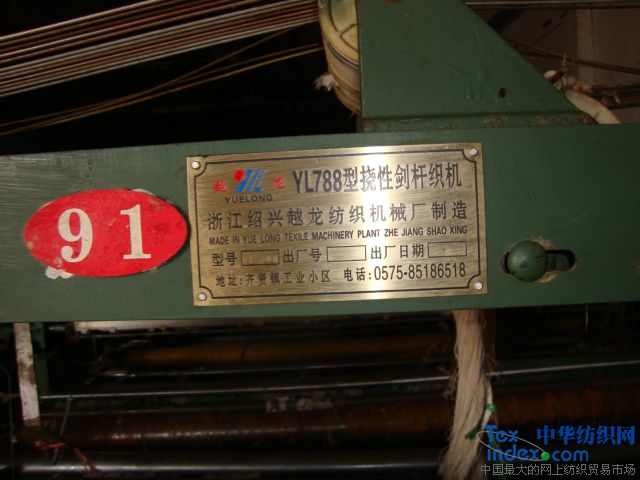 91
越 龙
YUELONG
YL788型挠性剑杆织机
浙江绍兴越龙纺织机械厂制造
MADE IN YUE LONG TEXILE MACHINERY PLANT ZHE JIANG SHAO XING
型号 出厂号 出厂日期
地址:齐贤镇工业小区 电话:0575-85186518
Tex 中华纺织网
index.com
中国最大的网上纺织贸易市场